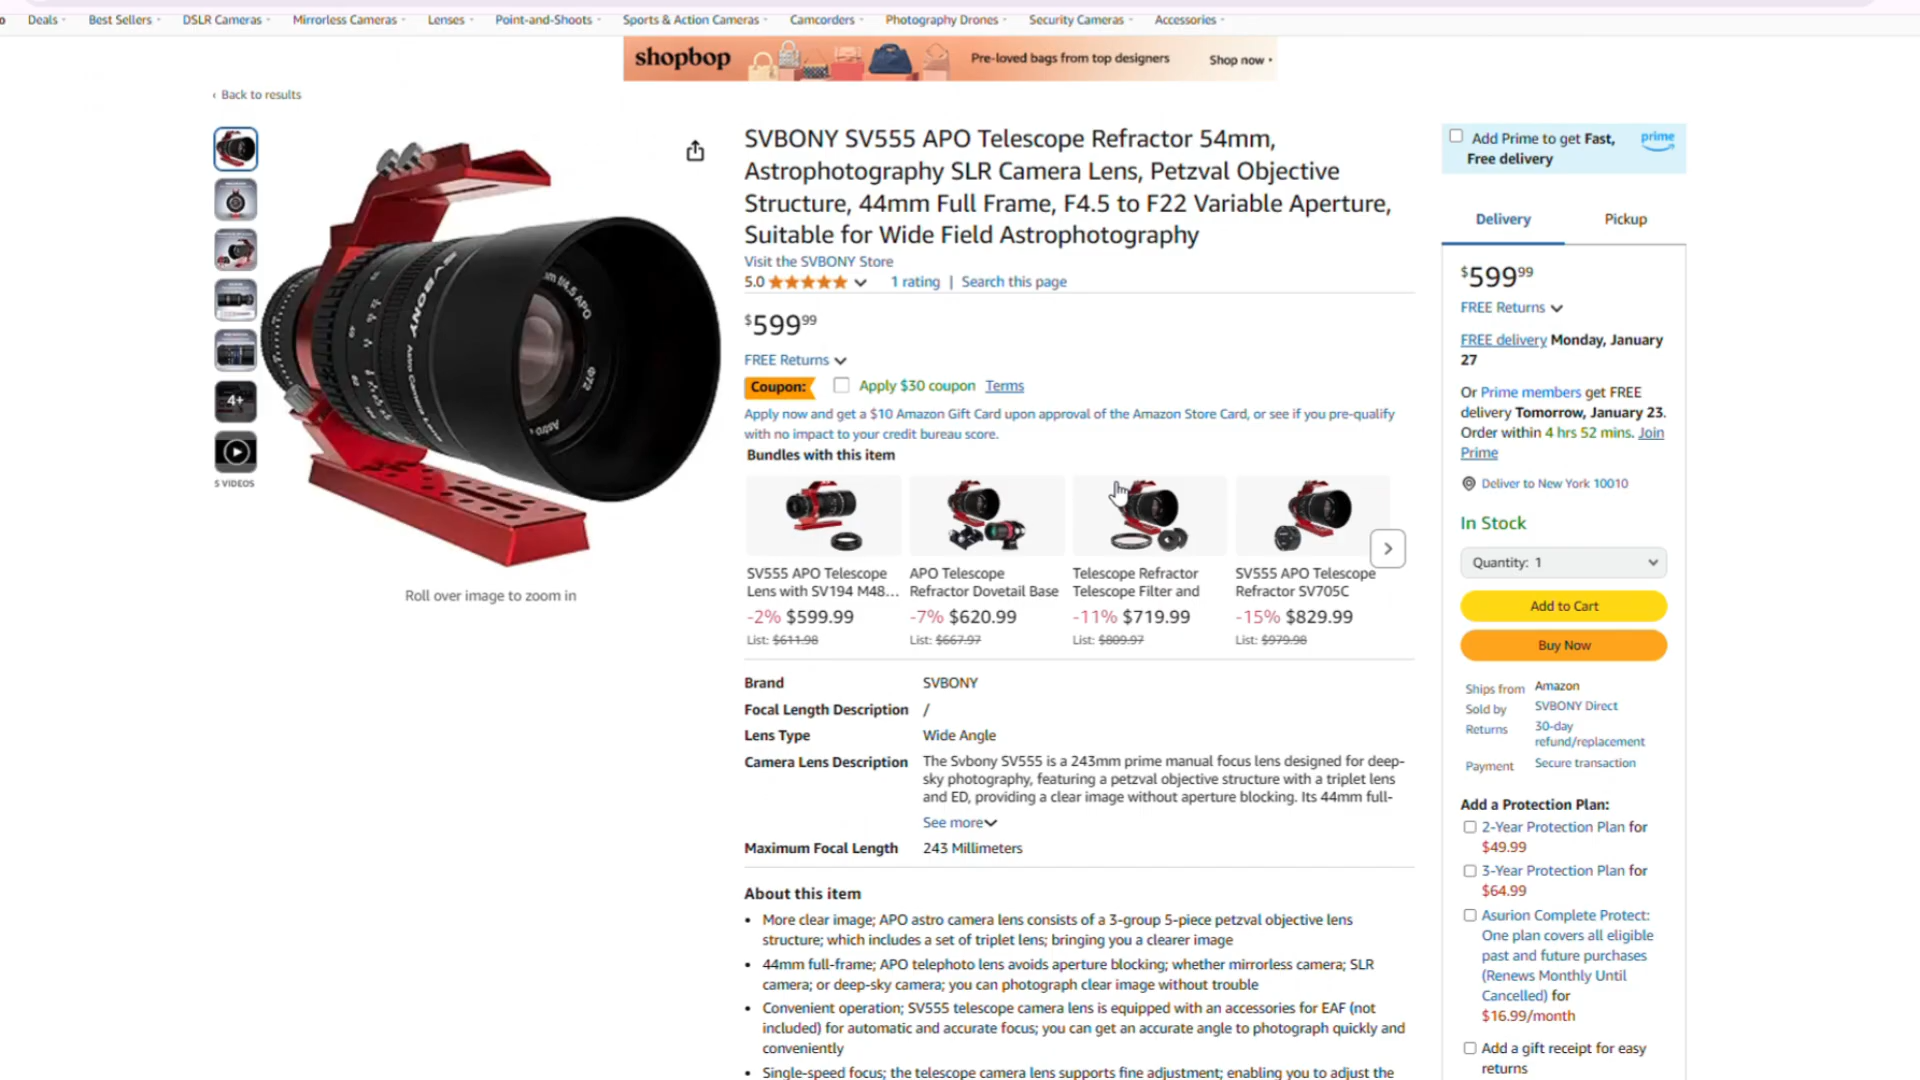 Deals
Best Sellers
DSLR Cameras
Mirrorless Cameras
Lenses
Point-and-Shoots
Sports & Action Cameras
Camcorders
Photography Drones
Security Cameras
Accessories
shopbop
Pre-loved bags from top designers
Shop now
‹ Back to results
4+
5 VIDEOS
SVBONY
Astro Camera Lens
Φ72
Roll over image to zoom in
SVBONY SV555 APO Telescope Refractor 54mm,
Astrophotography SLR Camera Lens, Petzval Objective
Structure, 44mm Full Frame, F4.5 to F22 Variable Aperture,
Suitable for Wide Field Astrophotography
Visit the SVBONY Store
5.0
1 rating | Search this page
$599 99
FREE Returns
Coupon: Apply $30 coupon Terms
Apply now and get a $10 Amazon Gift Card upon approval of the Amazon Store Card, or see if you pre-qualify
with no impact to your credit bureau score.
Bundles with this item
SV555 APO Telescope
Lens with SV194 M48...
-2% $599.99
List: $611.98
APO Telescope
Refractor Dovetail Base
-7% $620.99
List: $667.97
Telescope Refractor
Telescope Filter and
-11% $719.99
List: $809.97
SV555 APO Telescope
Refractor SV705C
-15% $829.99
List: $979.98
Brand SVBONY
Focal Length Description /
Lens Type Wide Angle
Camera Lens Description The Svbony SV555 is a 243mm prime manual focus lens designed for deep-
sky photography, featuring a petzval objective structure with a triplet lens
and ED, providing a clear image without aperture blocking. Its 44mm full-
See more
Maximum Focal Length 243 Millimeters
About this item
• More clear image; APO astro camera lens consists of a 3-group 5-piece petzval objective lens
structure; which includes a set of triplet lens; bringing you a clearer image
• 44mm full-frame; APO telephoto lens avoids aperture blocking; whether mirrorless camera; SLR
camera; or deep-sky camera; you can photograph clear image without trouble
• Convenient operation; SV555 telescope camera lens is equipped with an accessories for EAF (not
included) for automatic and accurate focus; you can get an accurate angle to photograph quickly and
conveniently
• Single-speed focus; the telescope camera lens supports fine adjustment; enabling you to adjust the
Add Prime to get Fast,
Free delivery
prime
Delivery
Pickup
$599 99
FREE Returns
FREE delivery Monday, January
27
Or Prime members get FREE
delivery Tomorrow, January 23.
Order within 4 hrs 52 mins. Join
Prime
Deliver to New York 10010
In Stock
Quantity: 1
Add to Cart
Buy Now
Ships from Amazon
Sold by SVBONY Direct
Returns 30-day
refund/replacement
Payment Secure transaction
Add a Protection Plan:
2-Year Protection Plan for
$49.99
3-Year Protection Plan for
$64.99
Asurion Complete Protect:
One plan covers all eligible
past and future purchases
(Renews Monthly Until
Cancelled) for
$16.99/month
Add a gift receipt for easy
returns